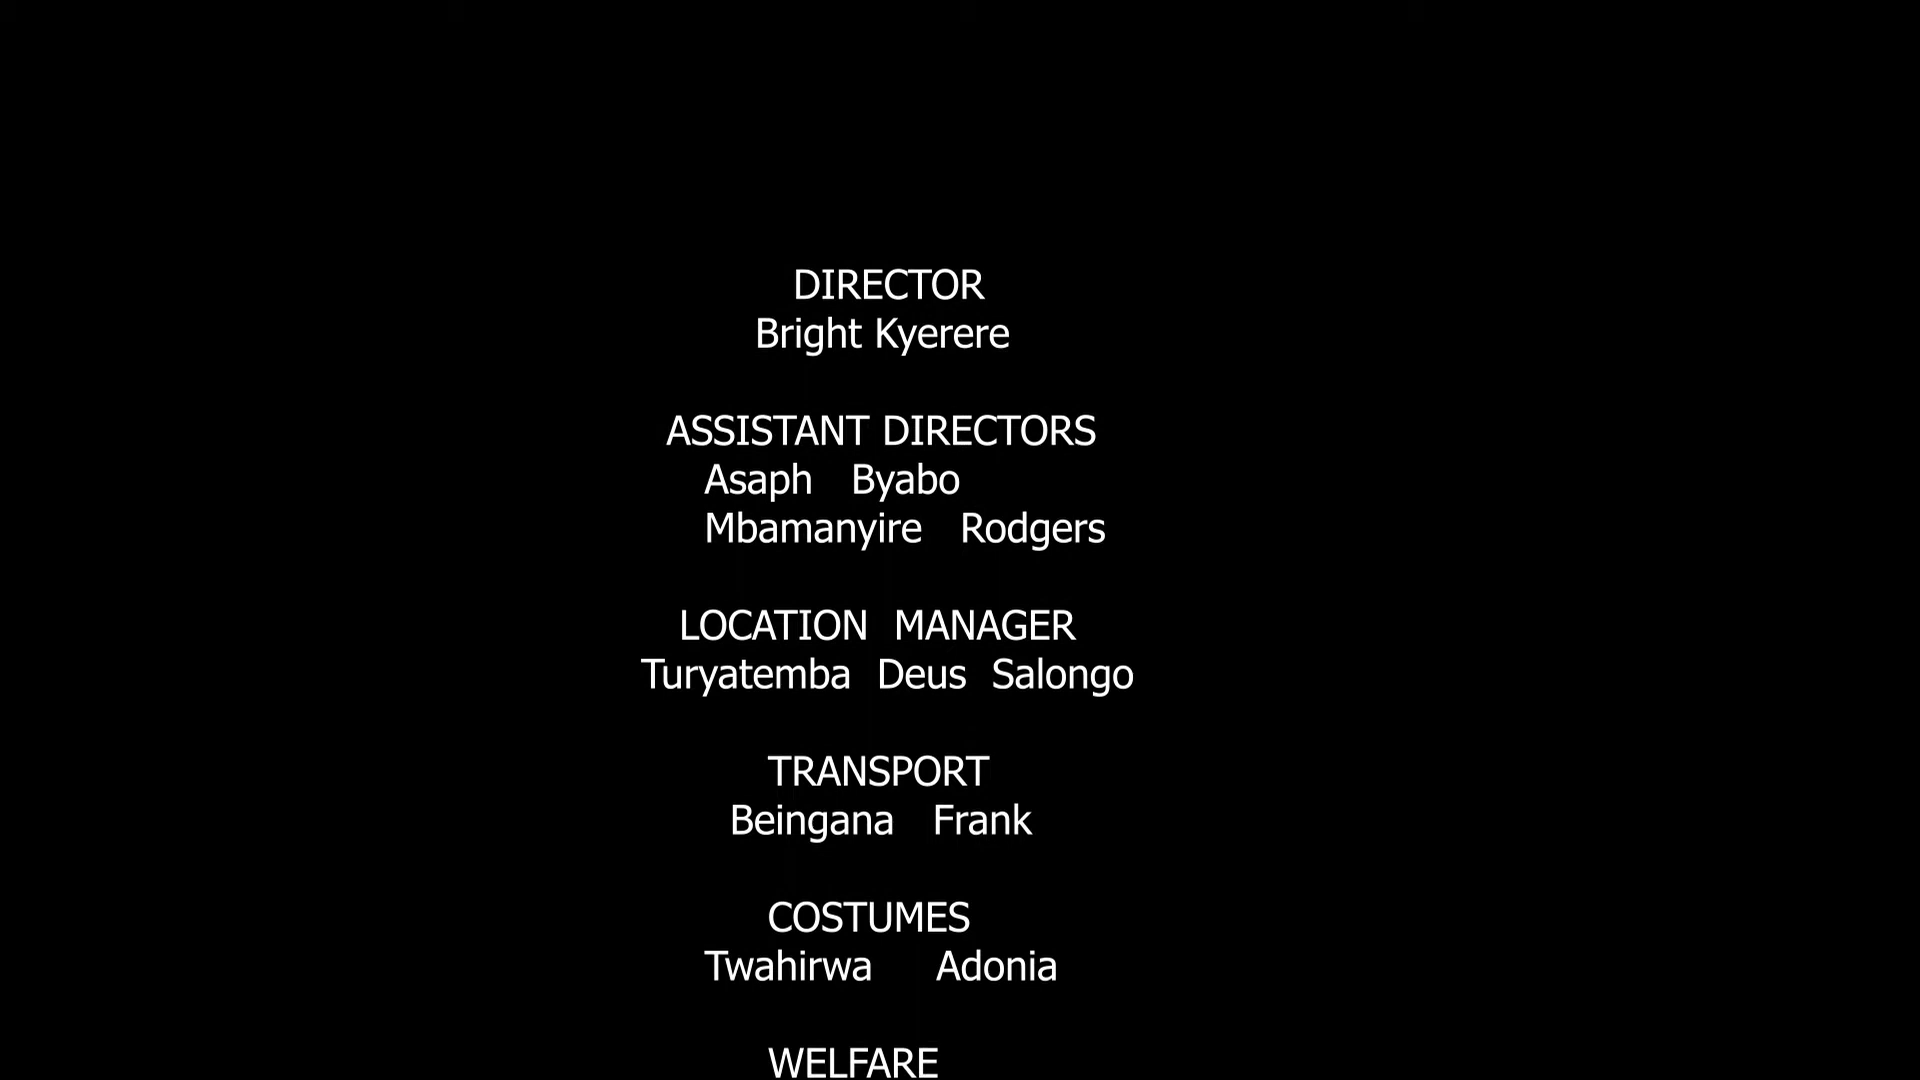 DIRECTOR
Bright Kyerere
ASSISTANT DIRECTORS
Asaph Byabo
Mbamanyire Rodgers
LOCATION MANAGER
Turyatemba Deus Salongo
TRANSPORT
Beingana Frank
COSTUMES
Twahirwa Adonia
WELFARE